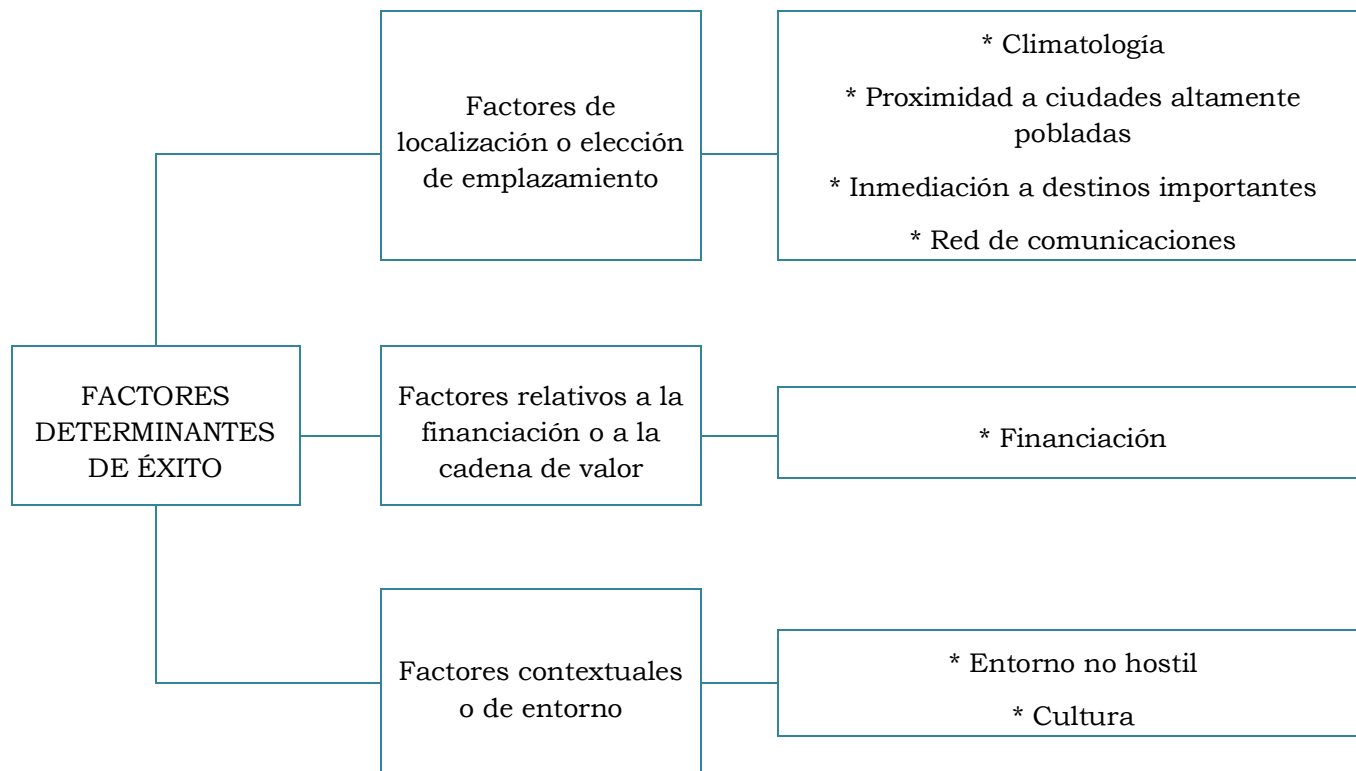 * Climatología
* Proximidad a ciudades altamente
pobladas
* Inmediación a destinos importantes
* Red de comunicaciones
Factores de
localización o elección
de emplazamiento
FACTORES
DETERMINANTES
DE ÉXITO
Factores relativos a la
financiación o a la
cadena de valor
* Financiación
Factores contextuales
o de entorno
* Entorno no hostil
* Cultura